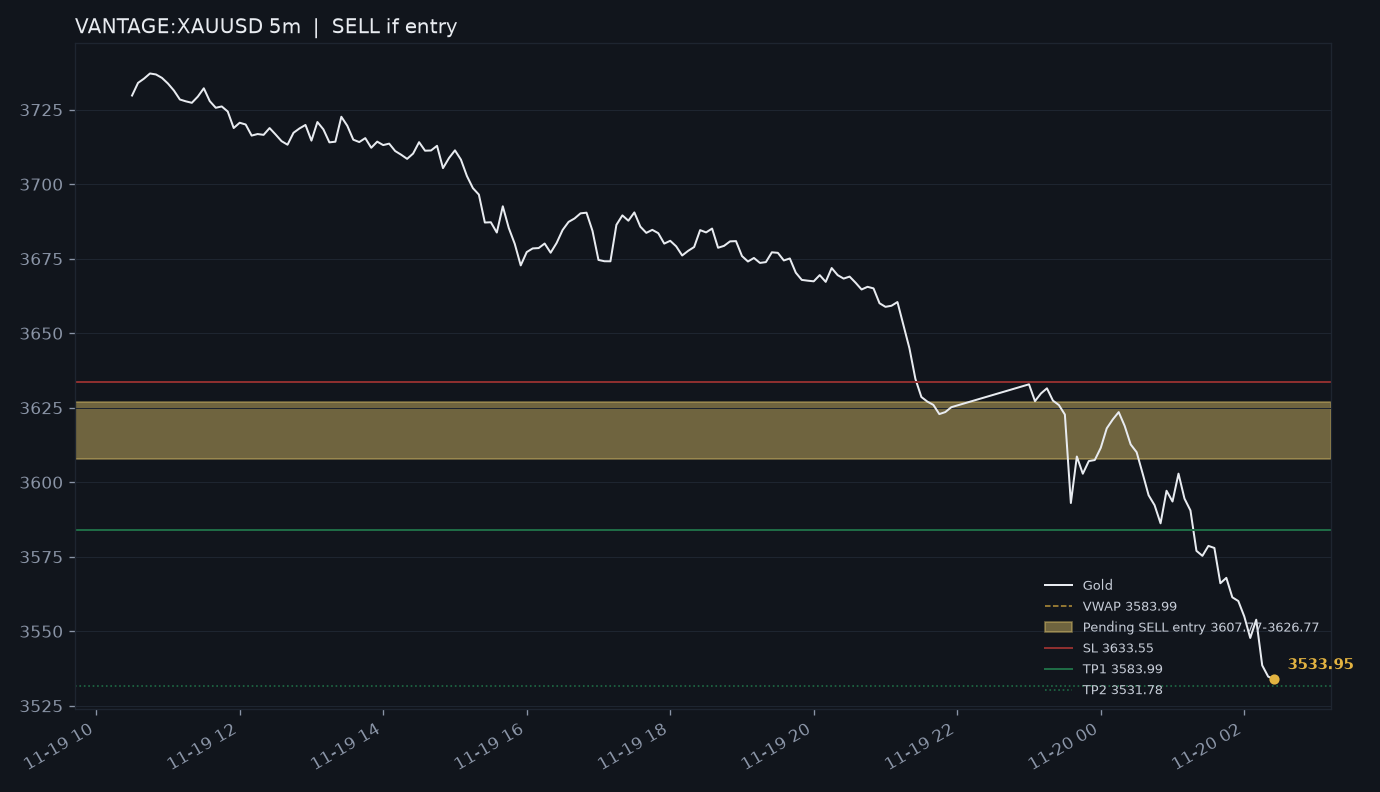 VANTAGE:XAUUSD 5m | SELL if entry
3725
3700
3675
3650
3625
3600
3575
3550
3525
Gold
VWAP 3583.99
Pending SELL entry 3607.77-3626.77
SL 3633.55
TP1 3583.99
TP2 3531.78
3533.95
11-19 10
11-19 12
11-19 14
11-19 16
11-19 18
11-19 20
11-19 22
11-20 00
11-20 02